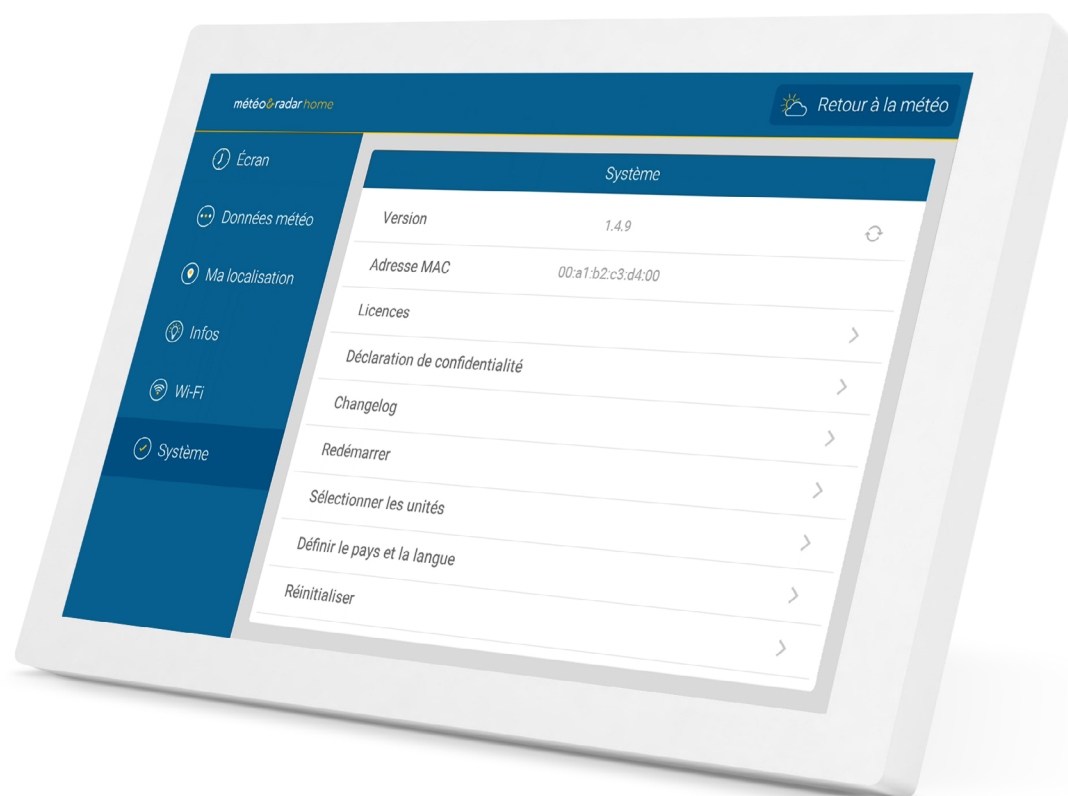 météo&radar home
Retour à la météo
Écran
Données météo
Ma localisation
Infos
Wi-Fi
Système
Système
Version 1.4.9
Adresse MAC 00:a1:b2:c3:d4:00
Licences
Déclaration de confidentialité
Changelog
Redémarrer
Sélectionner les unités
Définir le pays et la langue
Réinitialiser